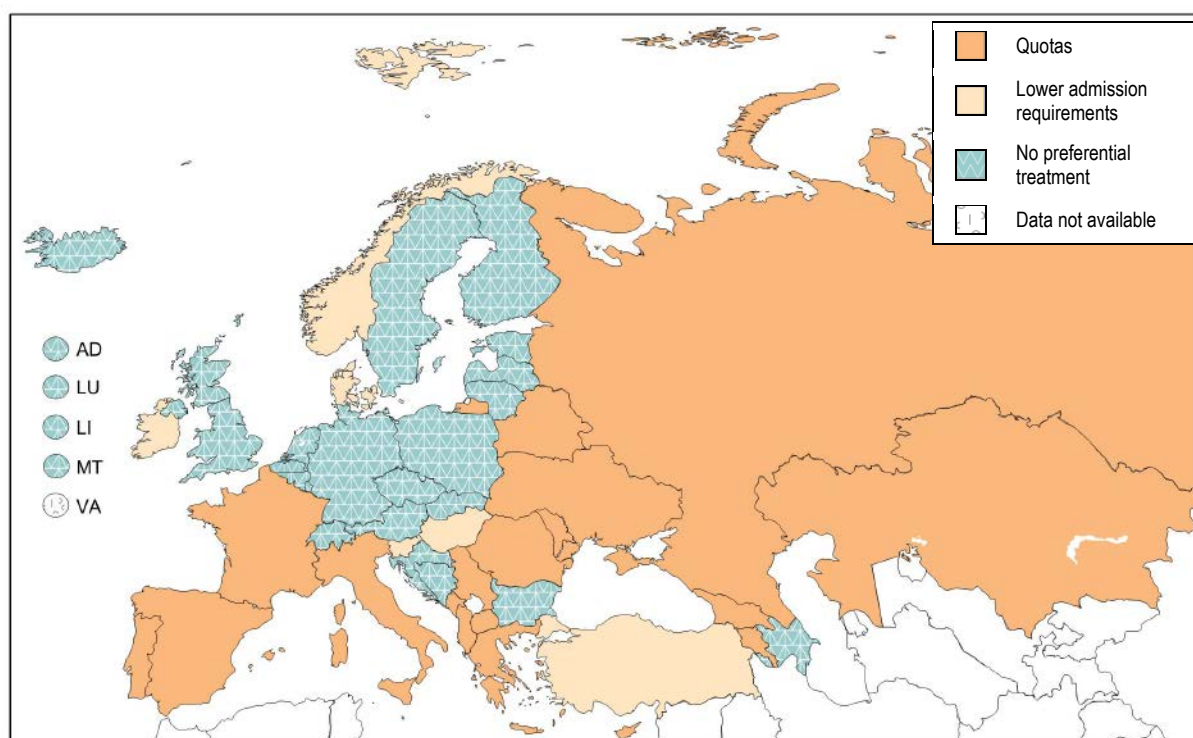 Quotas
Lower admission
requirements
No preferential
treatment
Data not available
AD
LU
LI
MT
VA